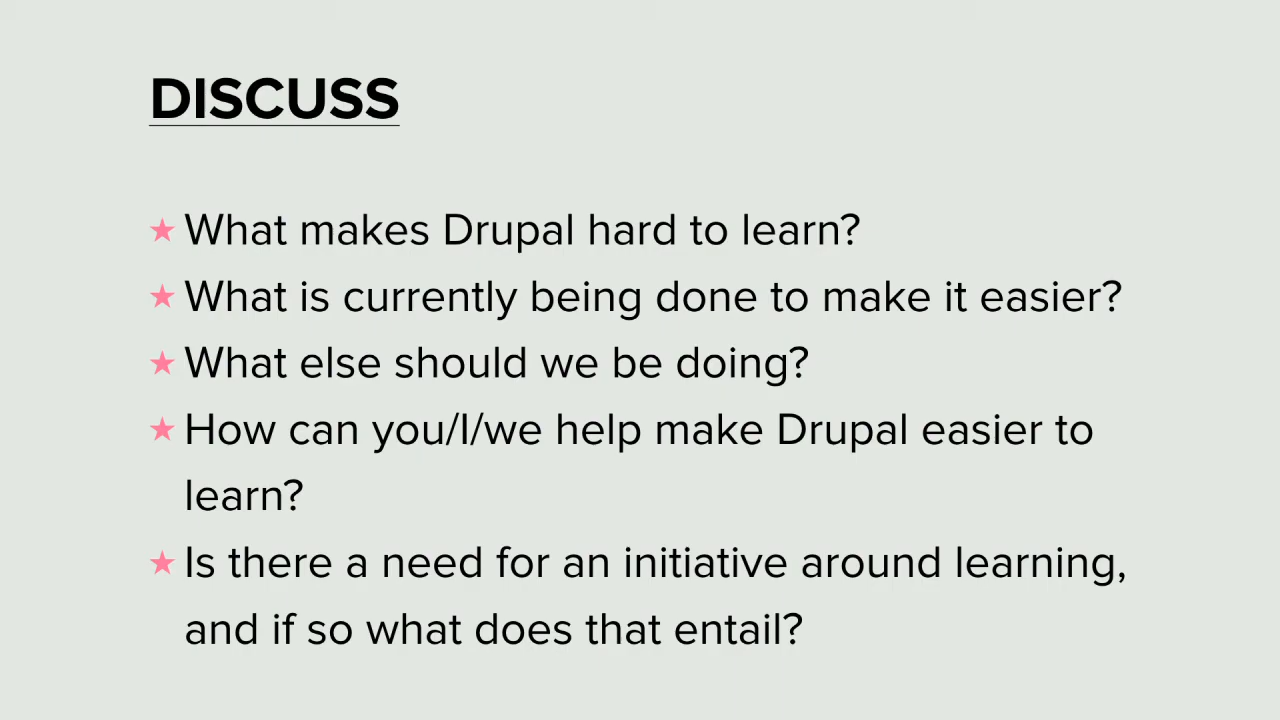 DISCUSS
★ What makes Drupal hard to learn?
★ What is currently being done to make it easier?
★ What else should we be doing?
★ How can you/I/we help make Drupal easier to
learn?
★ Is there a need for an initiative around learning,
and if so what does that entail?